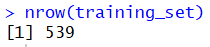 > nrow(training_set)
[1] 539